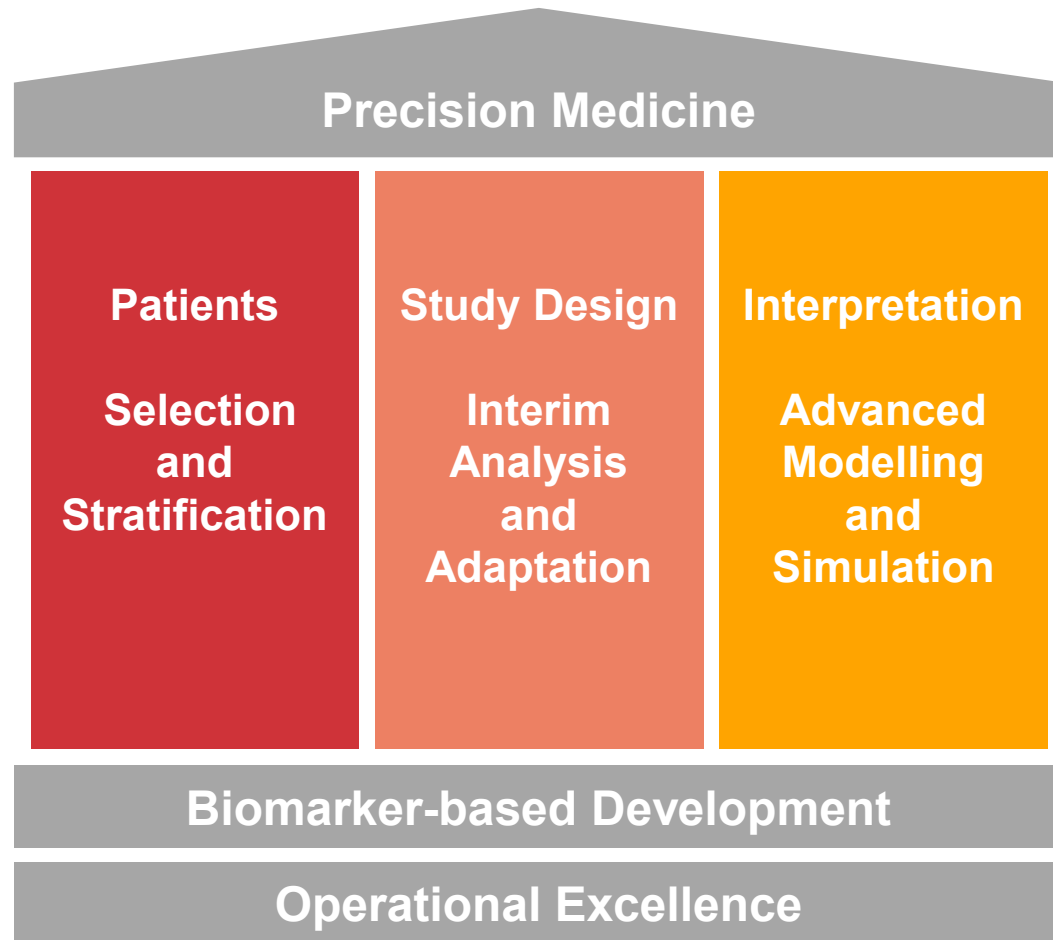 Precision Medicine
Patients
Selection
and
Stratification
Study Design
Interim
Analysis
and
Adaptation
Interpretation
Advanced
Modelling
and
Simulation
Biomarker-based Development
Operational Excellence